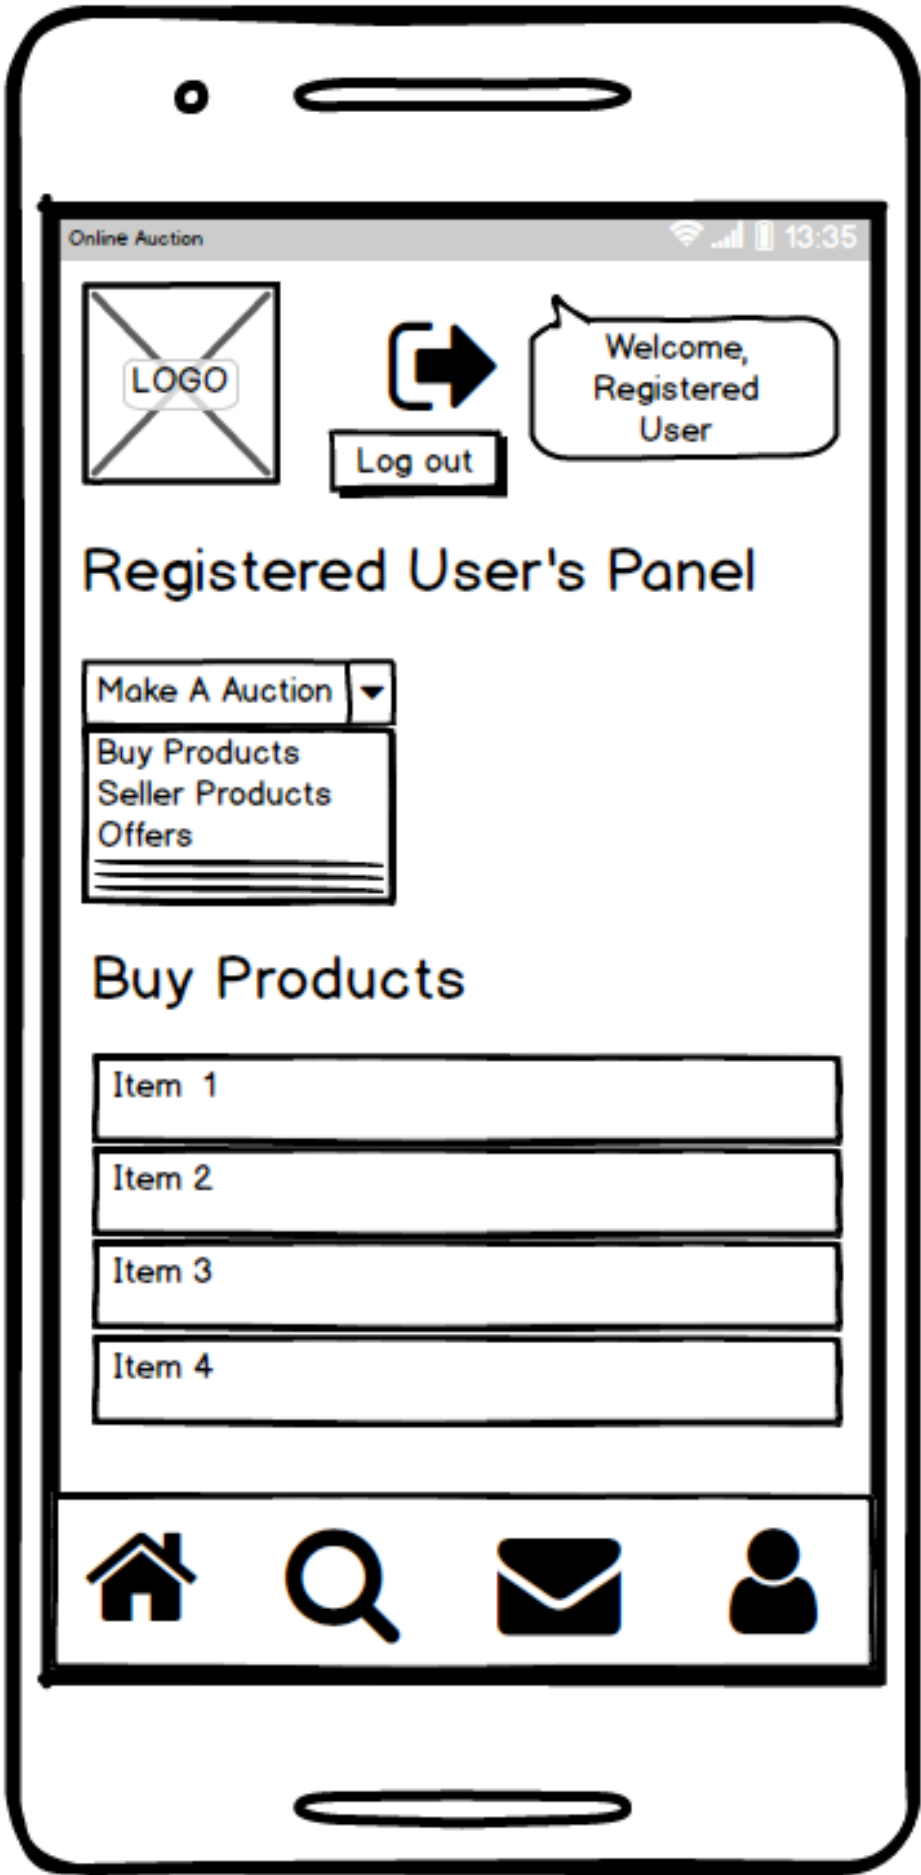 Online Auction 13:35
LOGO
Welcome,
Registered
User
Log out
Registered User's Panel
Make A Auction
Buy Products
Seller Products
Offers
Buy Products
Item 1
Item 2
Item 3
Item 4